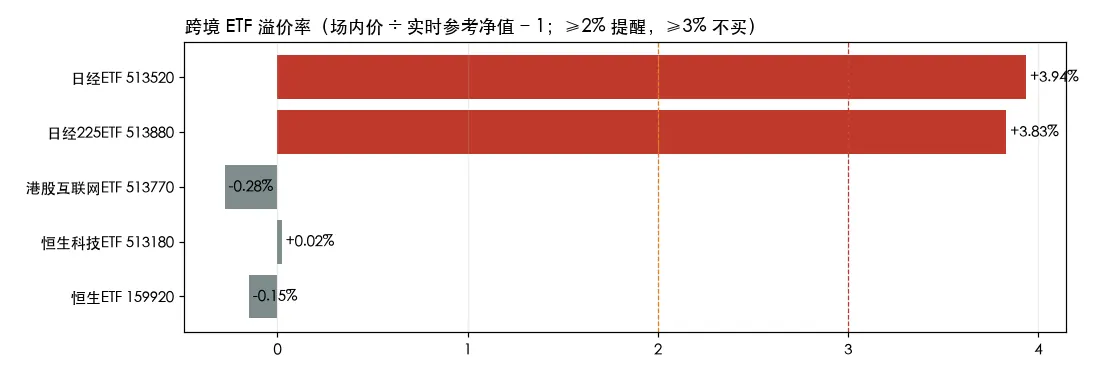 跨境 ETF 溢价率（场内价 ÷ 实时参考净值 − 1；≥2% 提醒，≥3% 不买）
日经ETF 513520
+3.94%
日经225ETF 513880
+3.83%
港股互联网ETF 513770
-0.28%
恒生科技ETF 513180
+0.02%
恒生ETF 159920
-0.15%
0 1 2 3 4